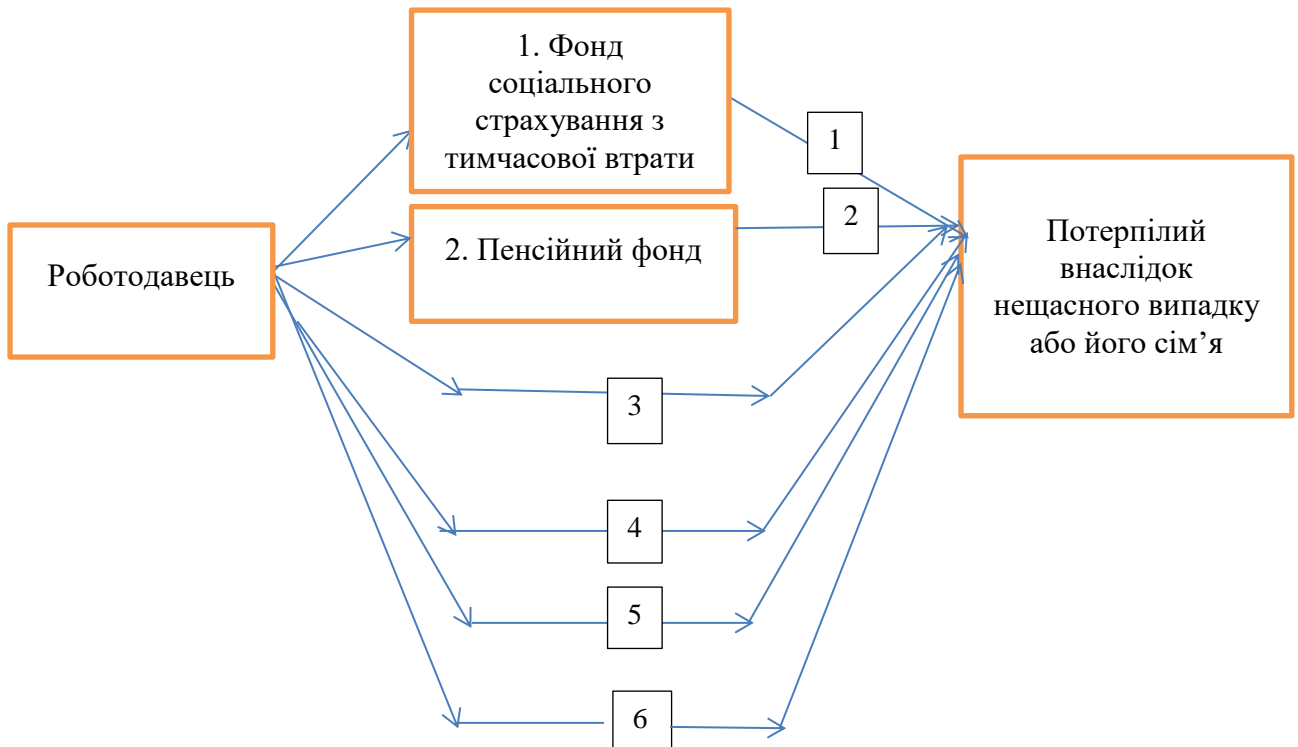 1. Фонд
соціального
страхування з
тимчасової втрати
1
2
Роботодавець
2. Пенсійний фонд
Потерпілий
внаслідок
нещасного випадку
або його сім’я
3
4
5
6